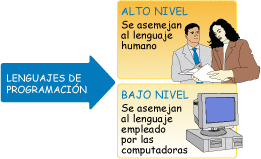 LENGUAJES DE
PROGRAMACIÓN
ALTO NIVEL
Se asemejan
al lenguaje
humano
BAJO NIVEL
Se asemejan
al lenguaje
empleado
por las
computadoras